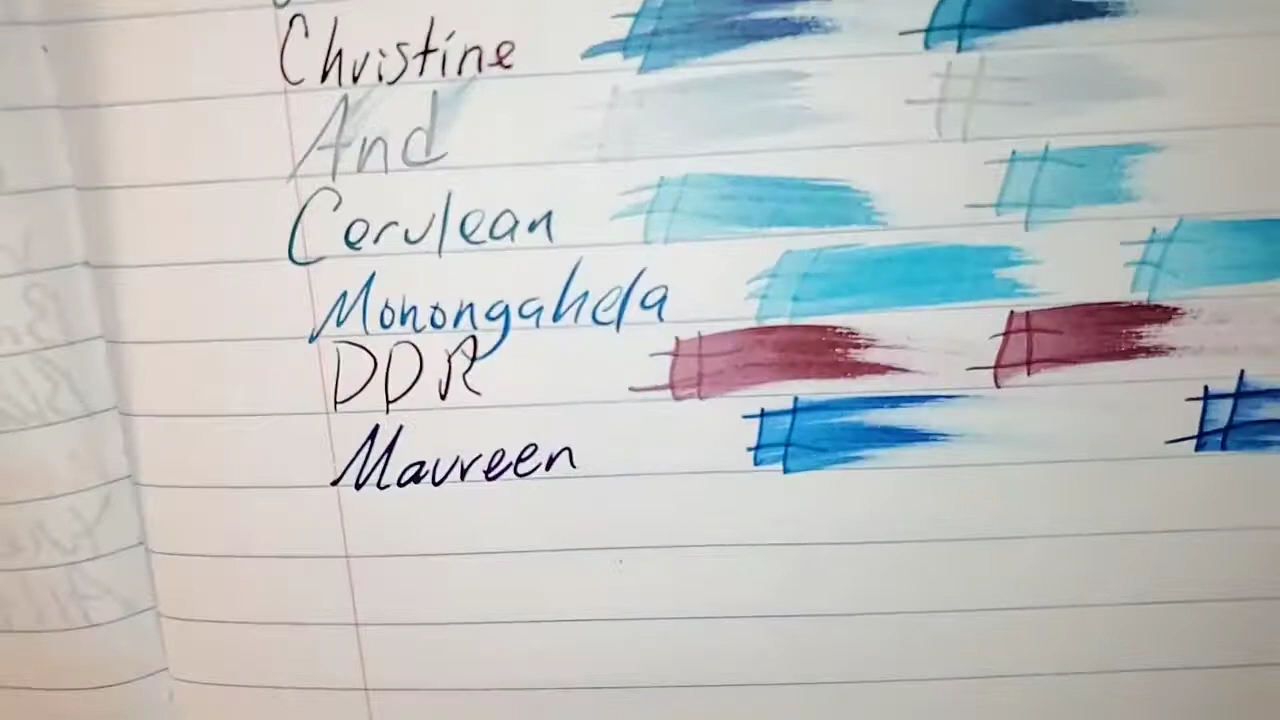 Christine
And
Cerulean
Monongahela
DDR
Maureen